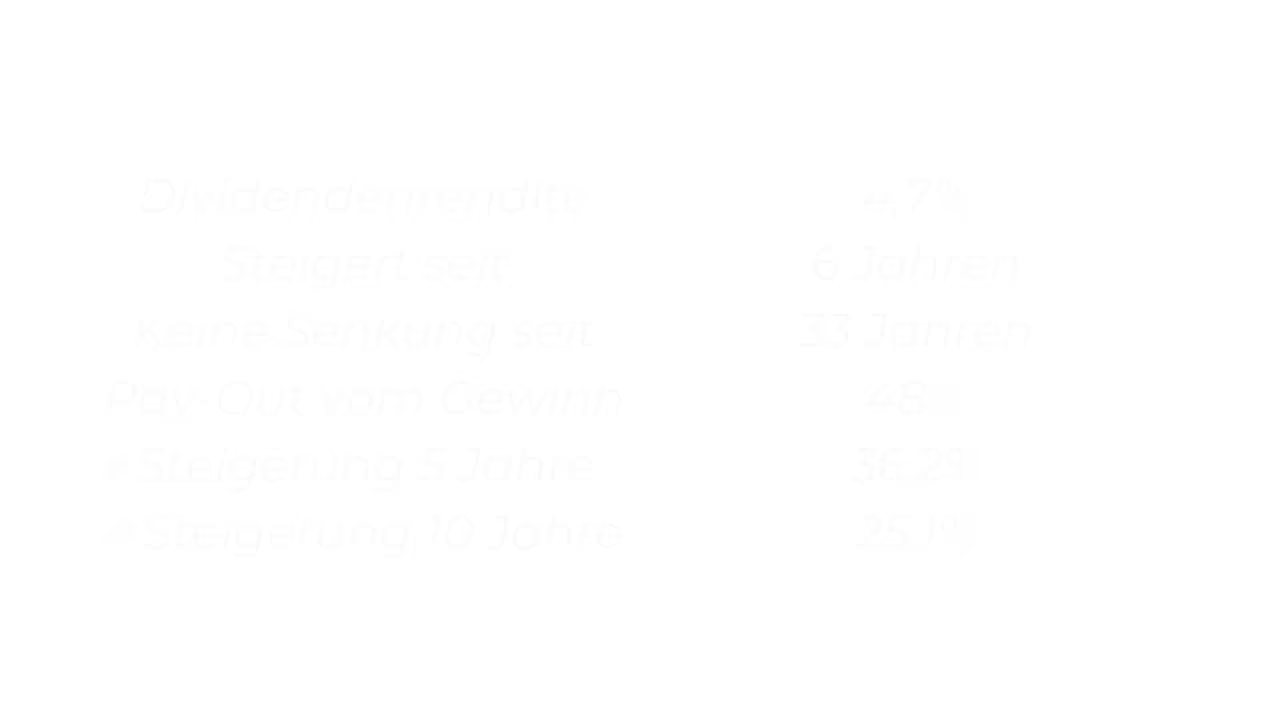 Dividendenrendite 4,7%
Steigert seit 6 Jahren
Keine Senkung seit 33 Jahren
Pay-Out vom Gewinn 48%
Steigerung 5 Jahre 36,2%
Steigerung 10 Jahre 25,1%